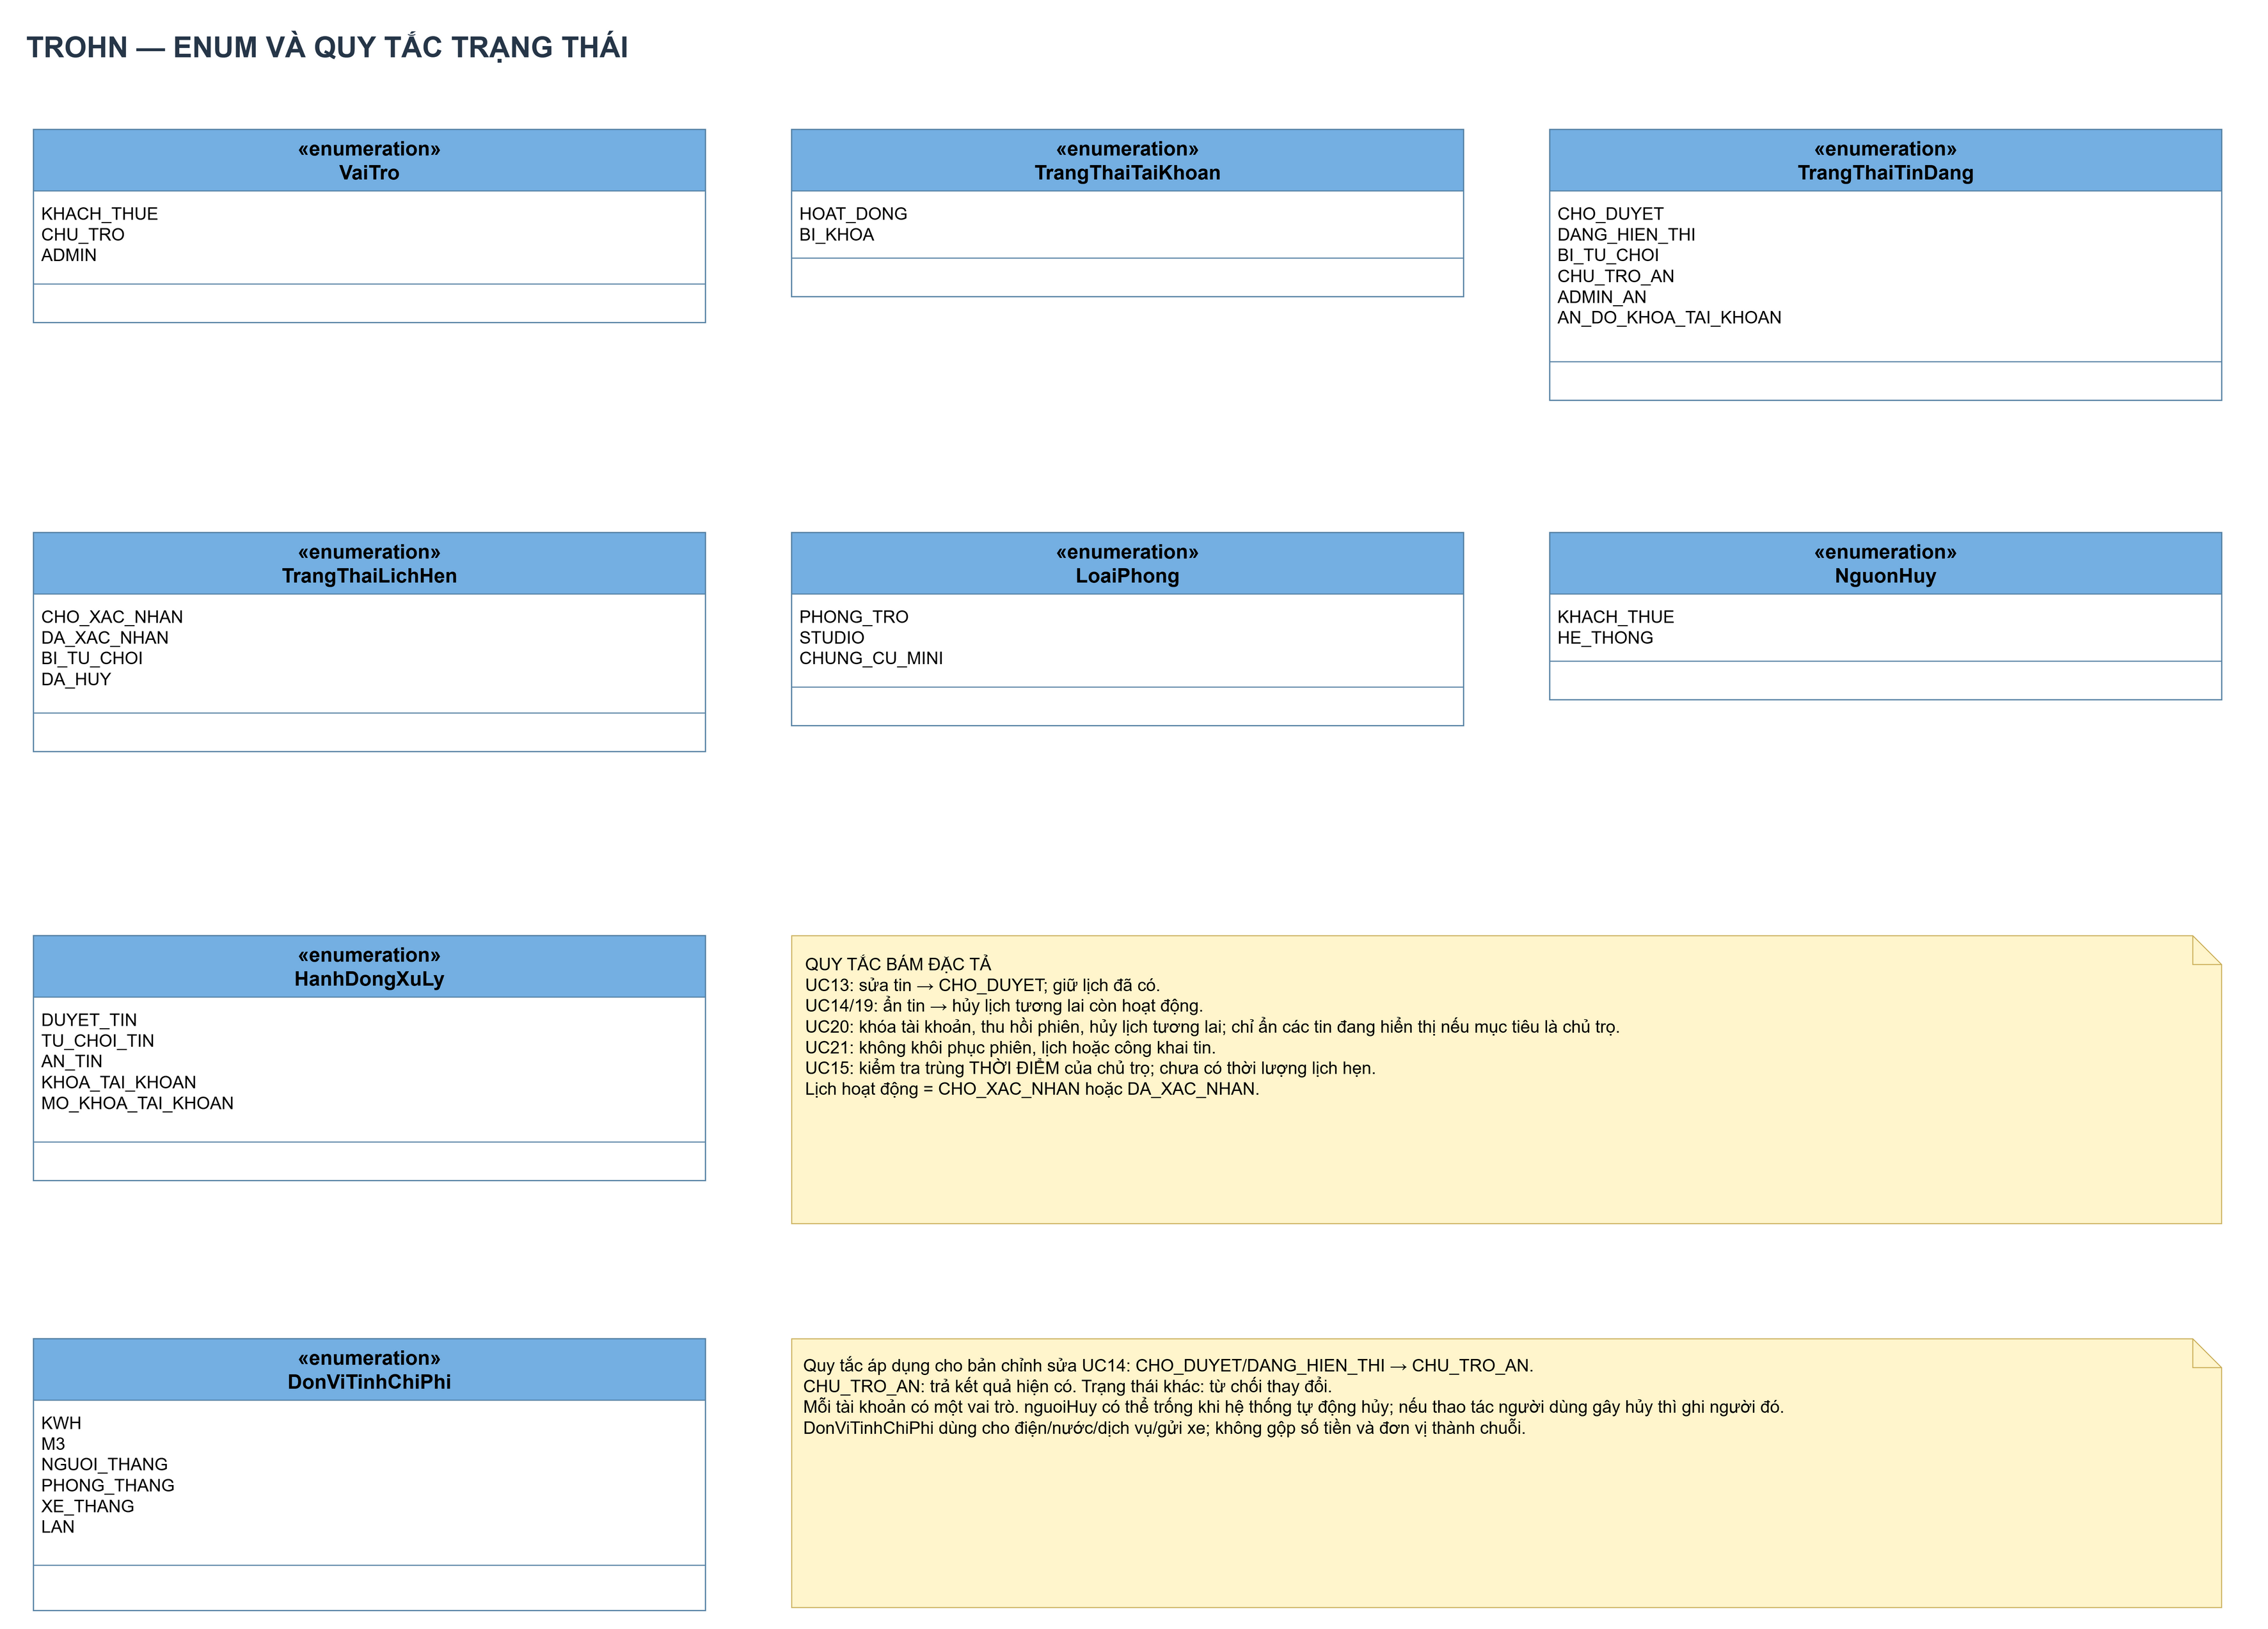 TROHN — ENUM VÀ QUY TẮC TRẠNG THÁI
«enumeration»
VaiTro
KHACH_THUE
CHU_TRO
ADMIN
«enumeration»
TrangThaiTaiKhoan
HOAT_DONG
BI_KHOA
«enumeration»
TrangThaiTinDang
CHO_DUYET
DANG_HIEN_THI
BI_TU_CHOI
CHU_TRO_AN
ADMIN_AN
AN_DO_KHOA_TAI_KHOAN
«enumeration»
TrangThaiLichHen
CHO_XAC_NHAN
DA_XAC_NHAN
BI_TU_CHOI
DA_HUY
«enumeration»
LoaiPhong
PHONG_TRO
STUDIO
CHUNG_CU_MINI
«enumeration»
NguonHuy
KHACH_THUE
HE_THONG
«enumeration»
HanhDongXuLy
DUYET_TIN
TU_CHOI_TIN
AN_TIN
KHOA_TAI_KHOAN
MO_KHOA_TAI_KHOAN
QUY TẮC BÁM ĐẶC TẢ
UC13: sửa tin → CHO_DUYET; giữ lịch đã có.
UC14/19: ẩn tin → hủy lịch tương lai còn hoạt động.
UC20: khóa tài khoản, thu hồi phiên, hủy lịch tương lai; chỉ ẩn các tin đang hiển thị nếu mục tiêu là chủ trọ.
UC21: không khôi phục phiên, lịch hoặc công khai tin.
UC15: kiểm tra trùng THỜI ĐIỂM của chủ trọ; chưa có thời lượng lịch hẹn.
Lịch hoạt động = CHO_XAC_NHAN hoặc DA_XAC_NHAN.
«enumeration»
DonViTinhChiPhi
KWH
M3
NGUOI_THANG
PHONG_THANG
XE_THANG
LAN
Quy tắc áp dụng cho bản chỉnh sửa UC14: CHO_DUYET/DANG_HIEN_THI → CHU_TRO_AN.
CHU_TRO_AN: trả kết quả hiện có. Trạng thái khác: từ chối thay đổi.
Mỗi tài khoản có một vai trò. nguoiHuy có thể trống khi hệ thống tự động hủy; nếu thao tác người dùng gây hủy thì ghi người đó.
DonViTinhChiPhi dùng cho điện/nước/dịch vụ/gửi xe; không gộp số tiền và đơn vị thành chuỗi.